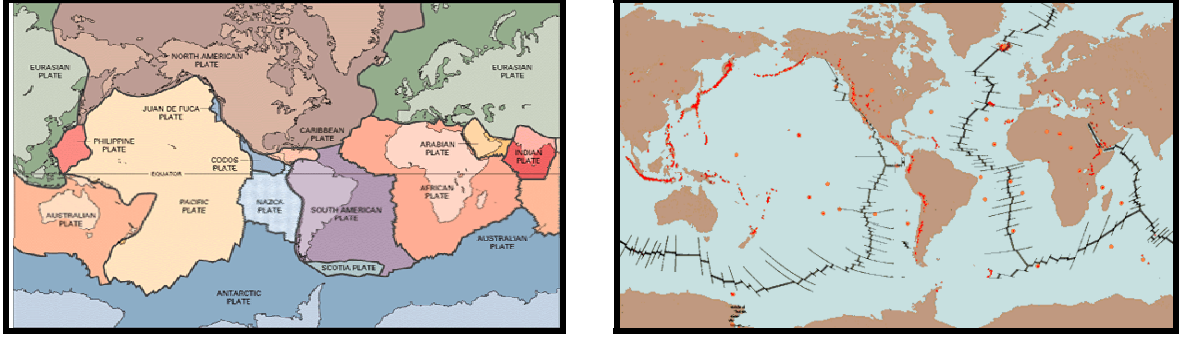 NORTH AMERICAN
PLATE
EURASIAN
PLATE
EURASIAN
PLATE
JUAN DE FUCA
PLATE
CARIBBEAN
PLATE
PHILIPPINE
PLATE
ARABIAN
PLATE
INDIAN
PLATE
COCOS
PLATE
EQUATOR
AFRICAN
PLATE
PACIFIC
PLATE
NAZCA
PLATE
SOUTH AMERICAN
PLATE
AUSTRALIAN
PLATE
AUSTRALIAN
PLATE
SCOTIA PLATE
ANTARCTIC
PLATE